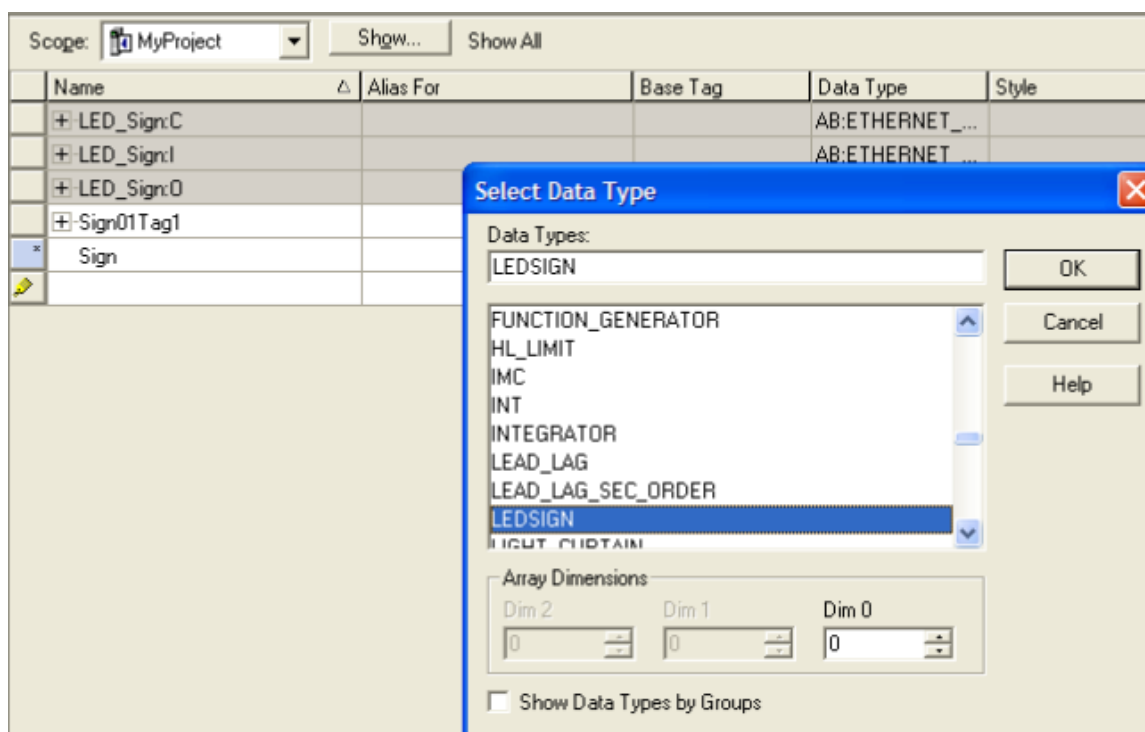 Scope: MyProject Show... Show All
Name Alias For Base Tag Data Type Style
LED_Sign:C AB:ETHERNET_...
LED_Sign:I AB:ETHERNET_...
LED_Sign:O
Sign01Tag1
Sign
Select Data Type
Data Types:
LEDSIGN
OK
Cancel
Help
FUNCTION_GENERATOR
HL_LIMIT
IMC
INT
INTEGRATOR
LEAD_LAG
LEAD_LAG_SEC_ORDER
LEDSIGN
LIGHT_CURTAIN
Array Dimensions
Dim 2 Dim 1 Dim 0
0 0 0
Show Data Types by Groups